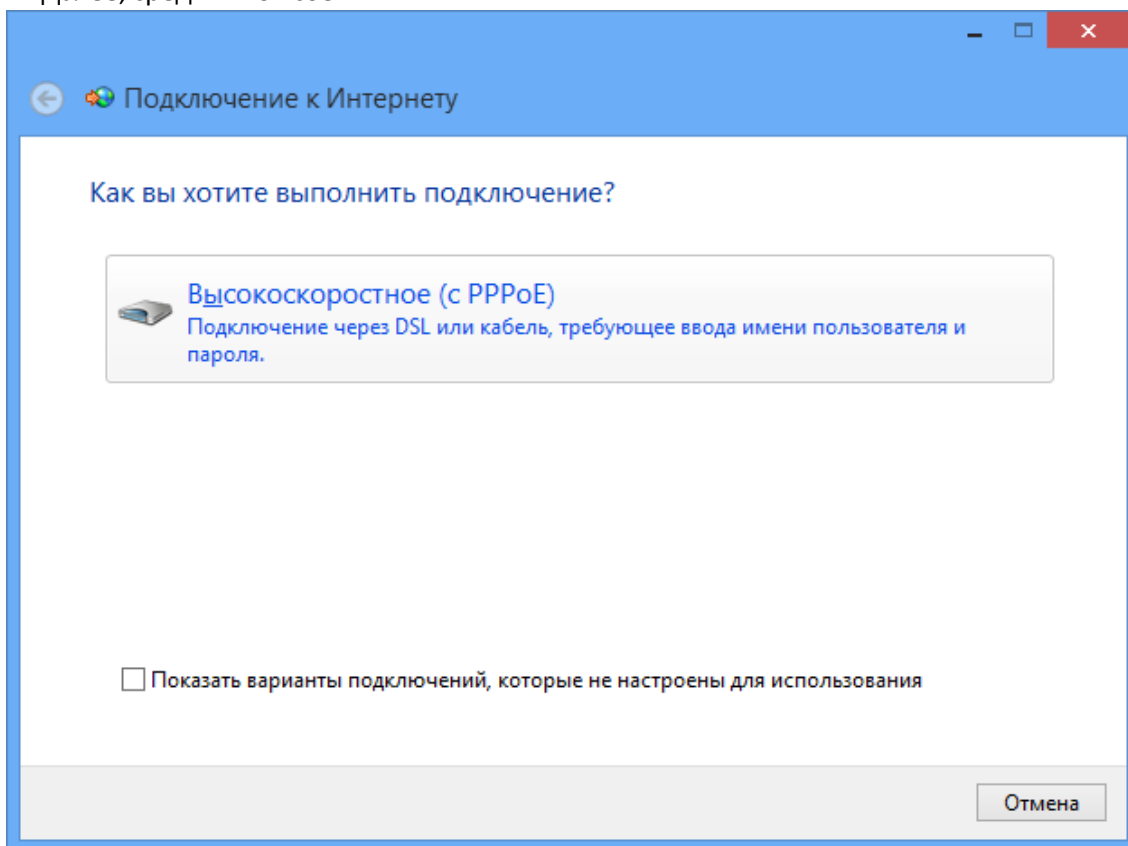 Подключение к Интернету
Как вы хотите выполнить подключение?
Высокоскоростное (с PPPoE)
Подключение через DSL или кабель, требующее ввода имени пользователя и
пароля.
Показать варианты подключений, которые не настроены для использования
Отмена